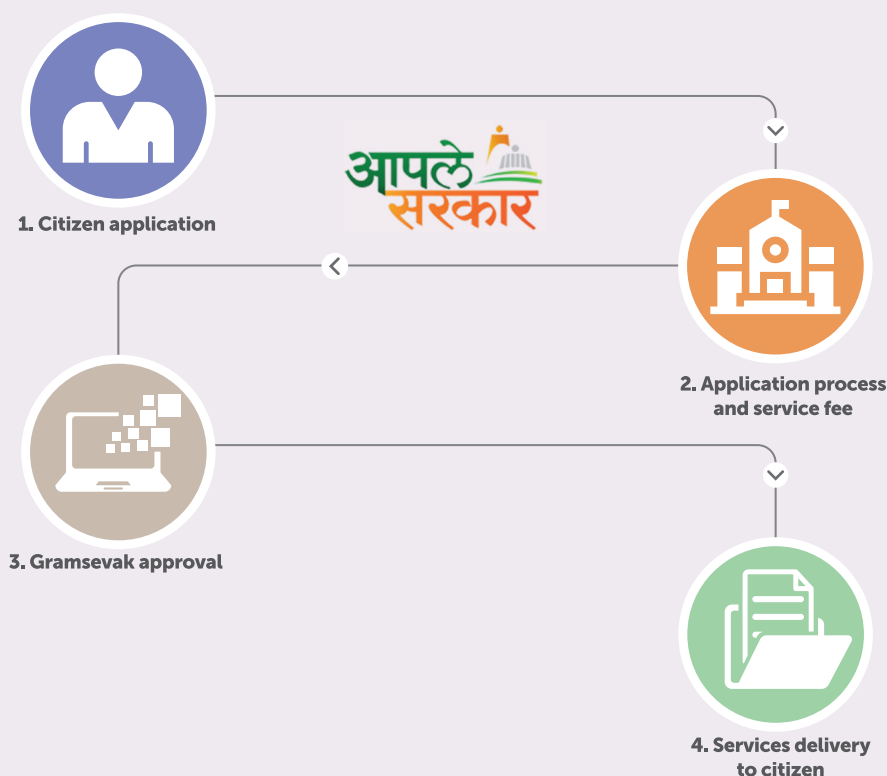 1. Citizen application
आपले
सरकार
2. Application process
and service fee
3. Gramsevak approval
4. Services delivery
to citizen